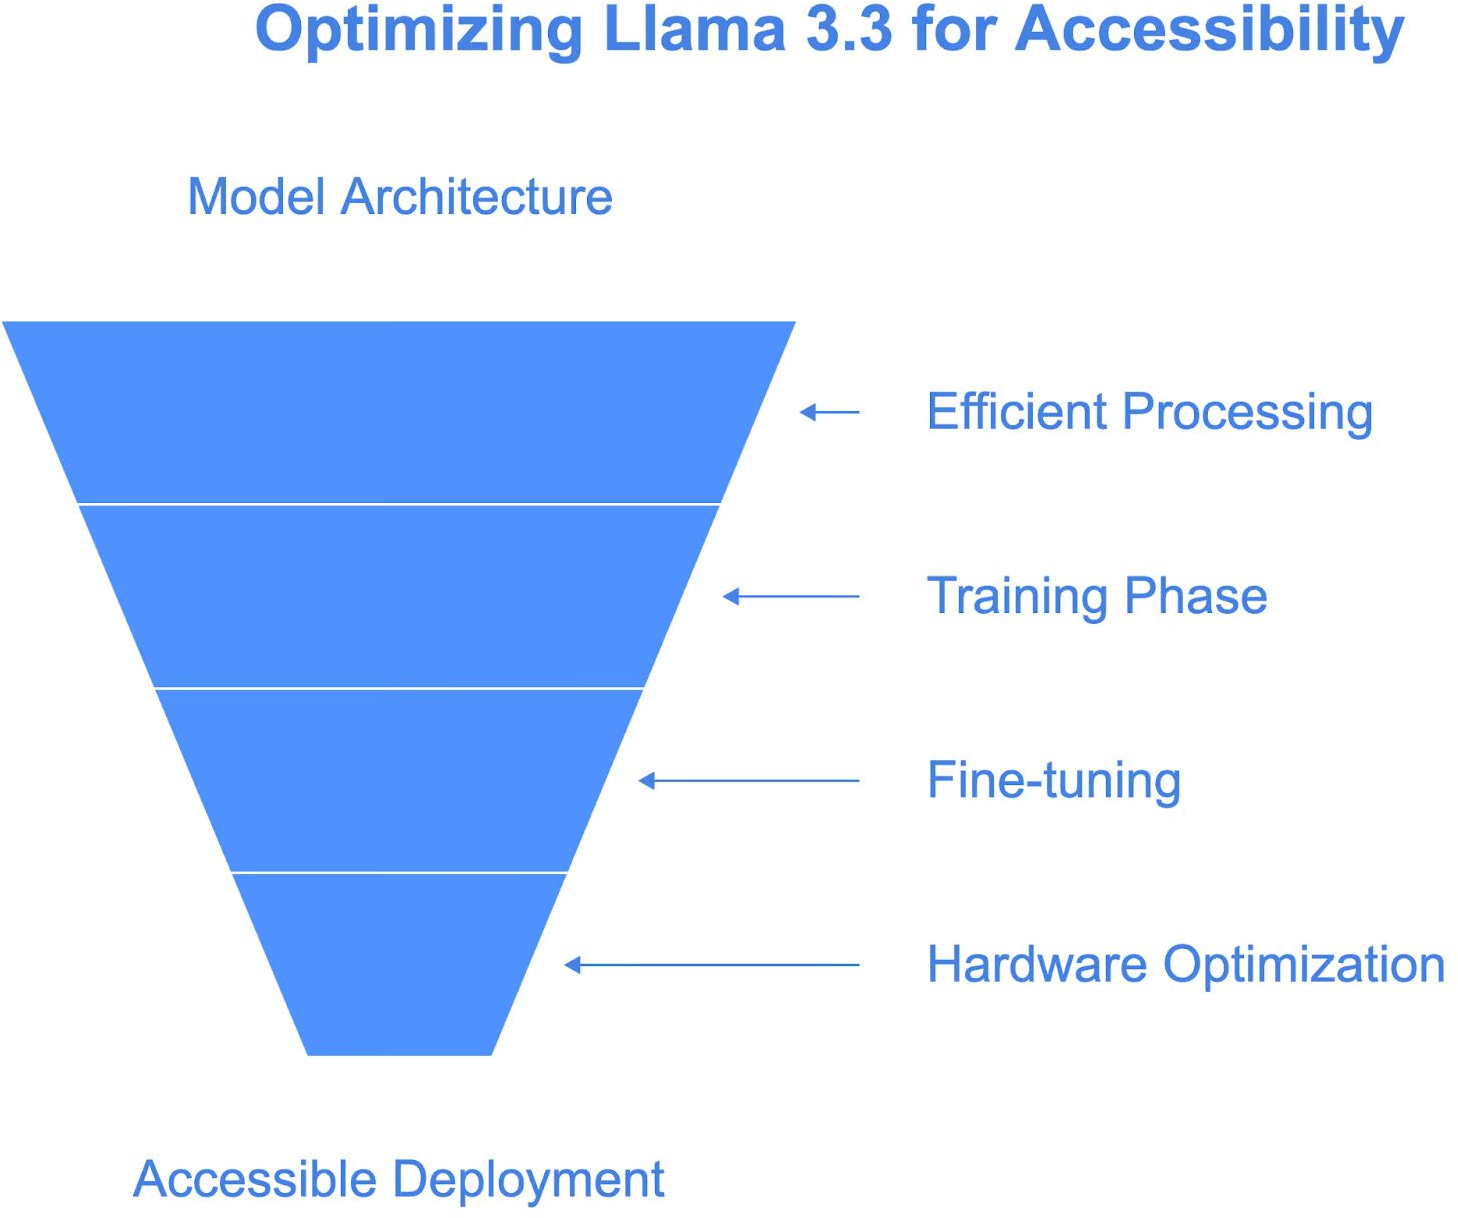 Optimizing Llama 3.3 for Accessibility
Model Architecture
Efficient Processing
Training Phase
Fine-tuning
Hardware Optimization
Accessible Deployment